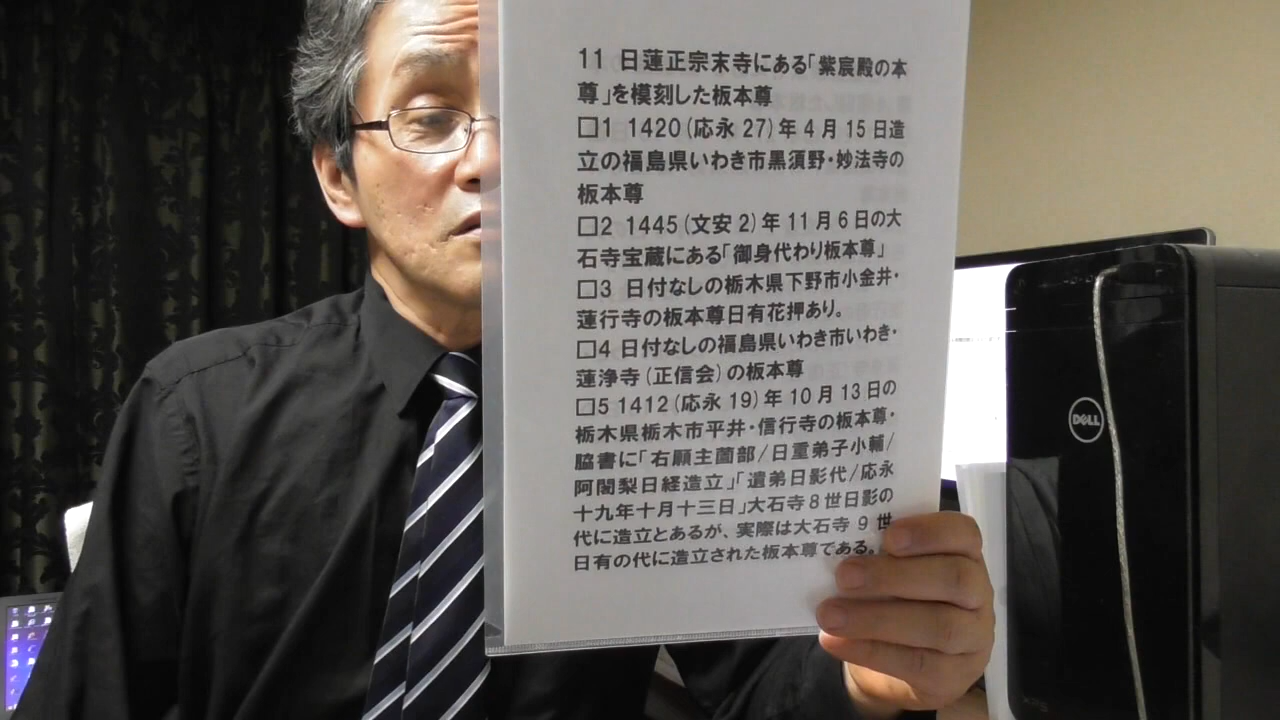 11 日蓮正宗末寺にある「紫宸殿の本
尊」を模刻した板本尊
□1 1420(応永 27)年 4 月 15 日造
立の福島県いわき市黒須野・妙法寺の
板本尊
□2 1445(文安 2)年 11 月 6 日の大
石寺宝蔵にある「御身代わり板本尊」
□3 日付なしの栃木県下野市小金井・
蓮行寺の板本尊日有花押あり。
□4 日付なしの福島県いわき市いわき・
蓮浄寺(正信会)の板本尊
□5 1412(応永 19)年 10 月 13 日の
栃木県栃木市平井・信行寺の板本尊・
脇書に「右願主薗部/日重弟子小輔/
阿闍梨日経造立」「遺弟日影代/応永
十九年十月十三日」大石寺 8 世日影の
代に造立とあるが、実際は大石寺 9 世
日有の代に造立された板本尊である。
DELL